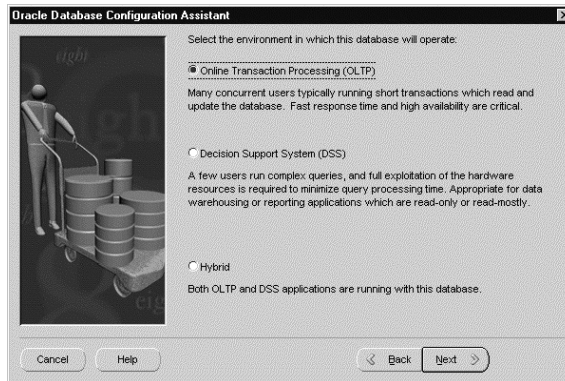 Oracle Database Configuration Assistant
Select the environment in which this database will operate:
Online Transaction Processing (OLTP)
Many concurrent users typically running short transactions which read and
update the database. Fast response time and high availability are critical.
Decision Support System (DSS)
A few users run complex queries, and full exploitation of the hardware
resources is required to minimize query processing time. Appropriate for data
warehousing or reporting applications which are read-only or read-mostly.
Hybrid
Both OLTP and DSS applications are running with this database.
eight
Cancel
Help
Back
Next